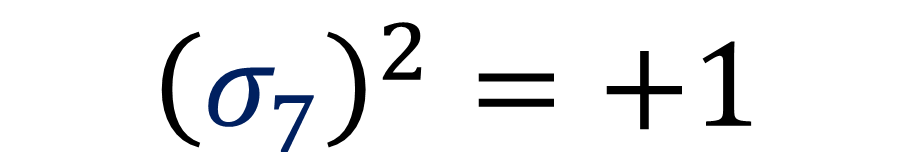 (σ₇)² = +1